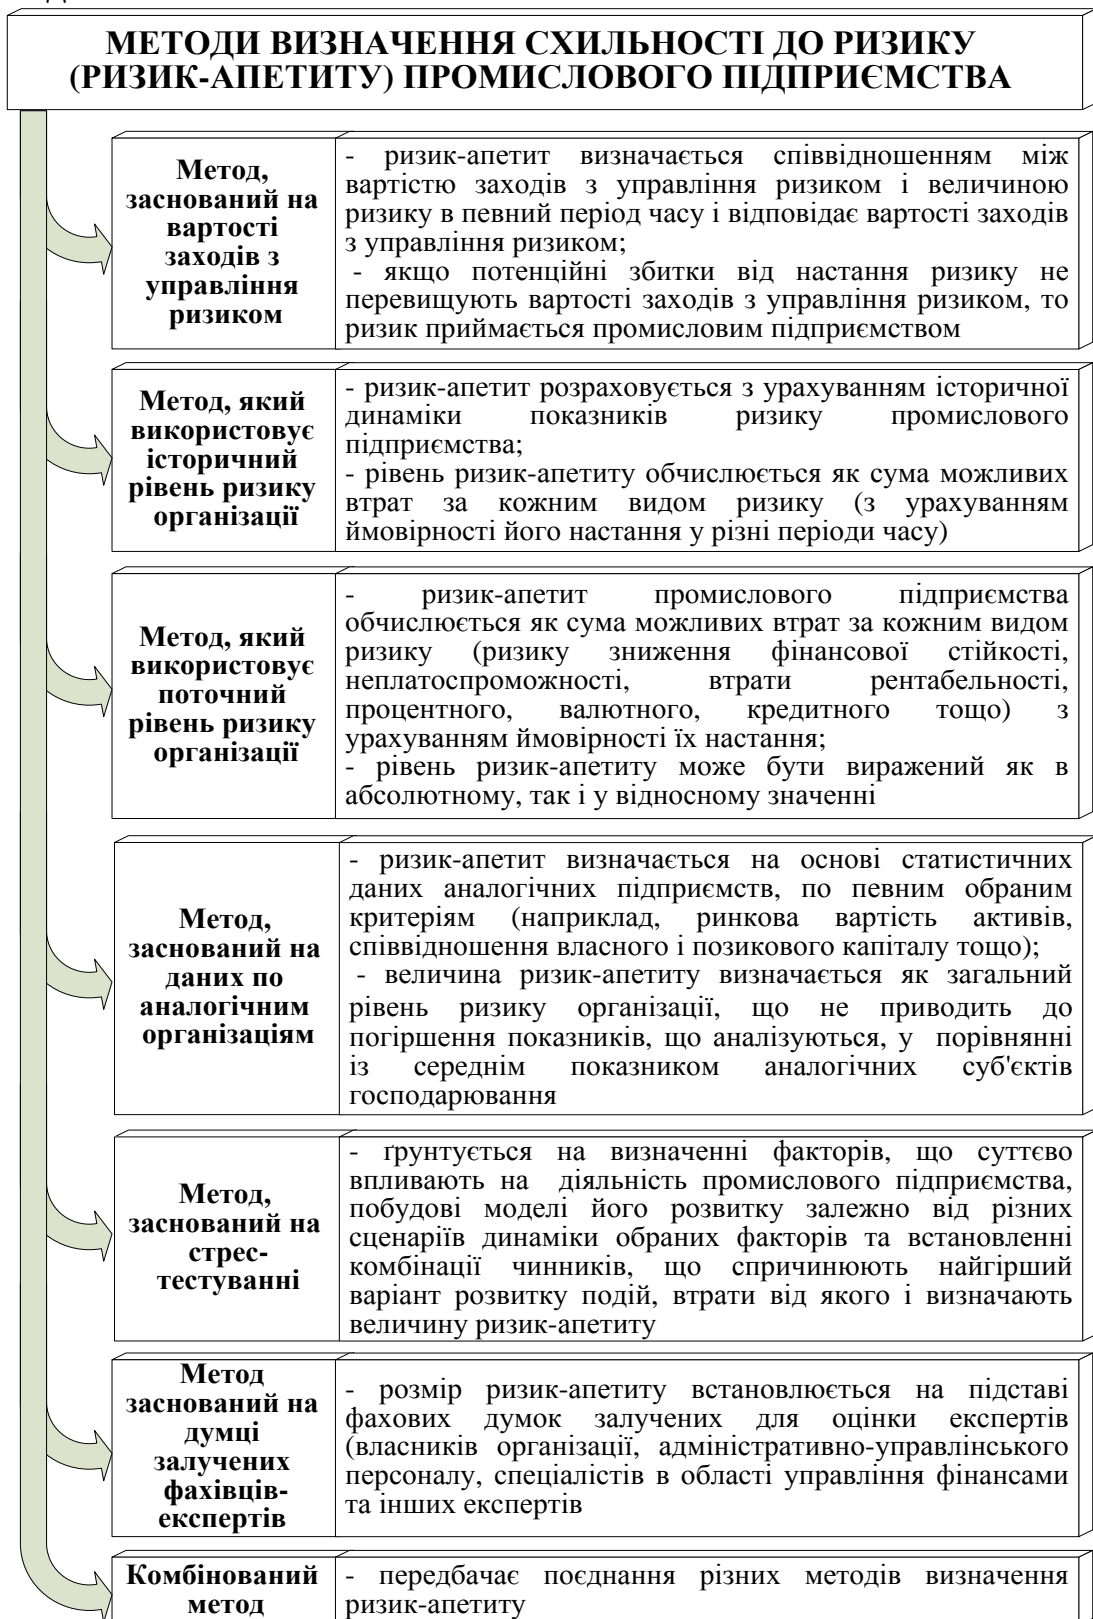 МЕТОДИ ВИЗНАЧЕННЯ СХИЛЬНОСТІ ДО РИЗИКУ
(РИЗИК-АПЕТИТУ) ПРОМИСЛОВОГО ПІДПРИЄМСТВА
Метод,
заснований на
вартості
заходів з
управління
ризиком
- ризик-апетит визначається співвідношенням між
вартістю заходів з управління ризиком і величиною
ризику в певний період часу і відповідає вартості заходів
з управління ризиком;
- якщо потенційні збитки від настання ризику не
перевищують вартості заходів з управління ризиком, то
ризик приймається промисловим підприємством
Метод, який
використовує
історичний
рівень ризику
організації
- ризик-апетит розраховується з урахуванням історичної
динаміки показників ризику промислового
підприємства;
- рівень ризик-апетиту обчислюється як сума можливих
втрат за кожним видом ризику (з урахуванням
ймовірності його настання у різні періоди часу)
Метод, який
використовує
поточний
рівень ризику
організації
- ризик-апетит промислового підприємства
обчислюється як сума можливих втрат за кожним видом
ризику (ризику зниження фінансової стійкості,
неплатоспроможності, втрати рентабельності,
процентного, валютного, кредитного тощо) з
урахуванням ймовірності їх настання;
- рівень ризик-апетиту може бути виражений як в
абсолютному, так і у відносному значенні
Метод,
заснований на
даних по
аналогічним
організаціям
- ризик-апетит визначається на основі статистичних
даних аналогічних підприємств, по певним обраним
критеріям (наприклад, ринкова вартість активів,
співвідношення власного і позикового капіталу тощо);
- величина ризик-апетиту визначається як загальний
рівень ризику організації, що не приводить до
погіршення показників, що аналізуються, у порівнянні
із середнім показником аналогічних суб'єктів
господарювання
Метод,
заснований на
стрес-
тестуванні
- ґрунтується на визначенні факторів, що суттєво
впливають на діяльність промислового підприємства,
побудові моделі його розвитку залежно від різних
сценаріїв динаміки обраних факторів та встановленні
комбінації чинників, що спричинюють найгірший
варіант розвитку подій, втрати від якого і визначають
величину ризик-апетиту
Метод
заснований на
думці
залучених
фахівців-
експертів
- розмір ризик-апетиту встановлюється на підставі
фахових думок залучених для оцінки експертів
(власників організації, адміністративно-управлінського
персоналу, спеціалістів в області управління фінансами
та інших експертів
Комбінований
метод
- передбачає поєднання різних методів визначення
ризик-апетиту